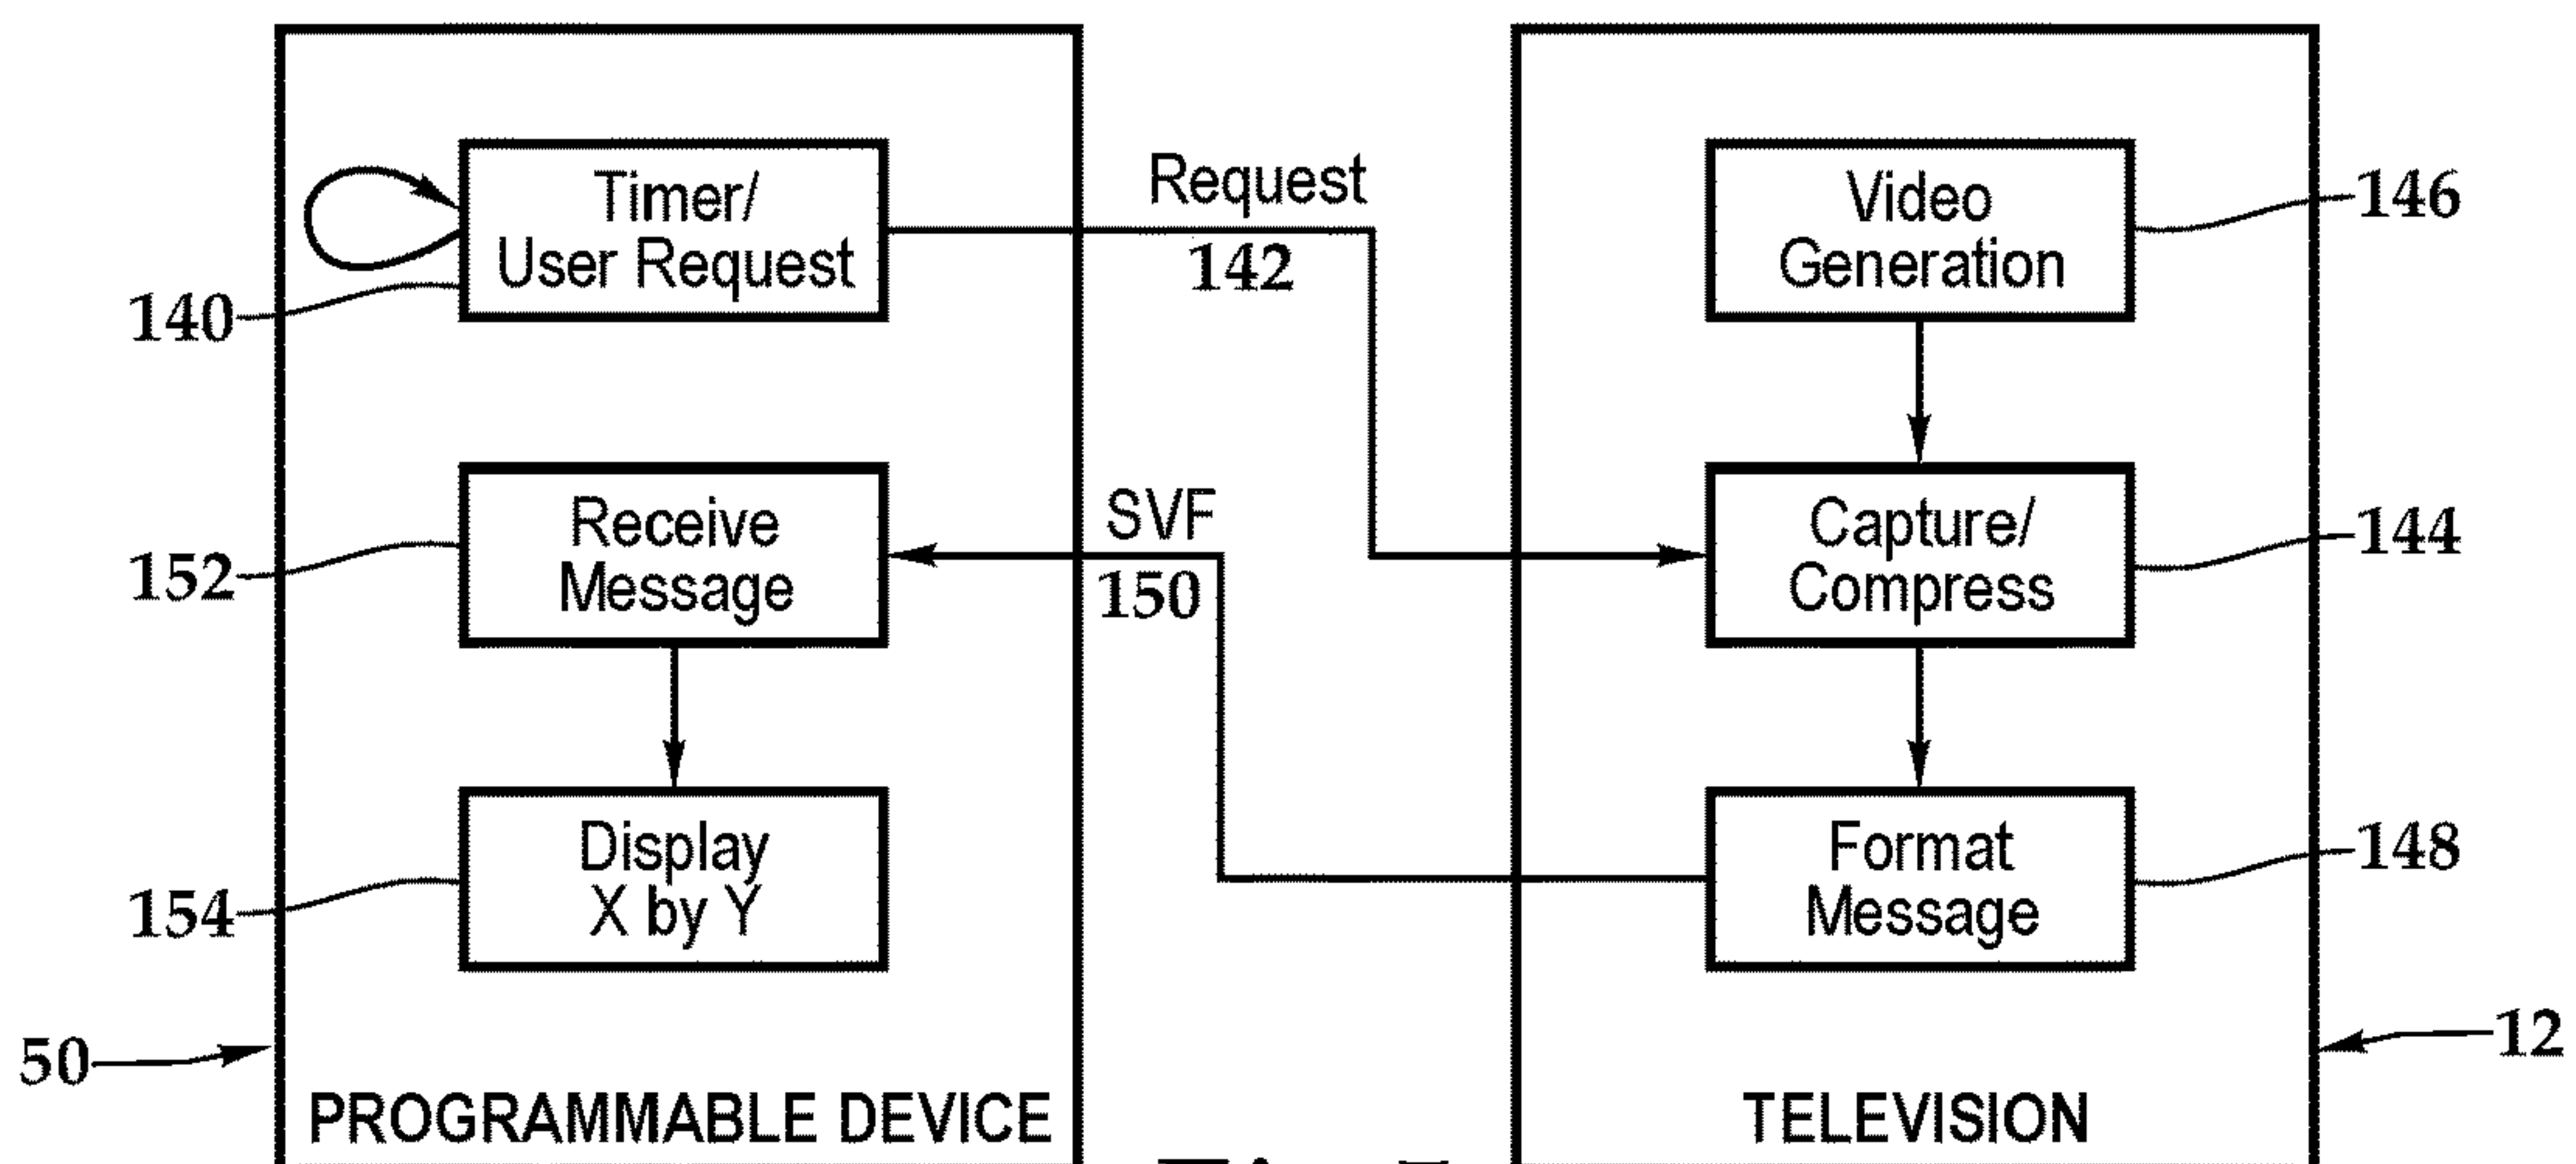 Timer/
User Request
140
Request
142
Video
Generation
146
Receive
Message
152
SVF
150
Capture/
Compress
144
Display
X by Y
154
Format
Message
148
50
12
PROGRAMMABLE DEVICE
TELEVISION